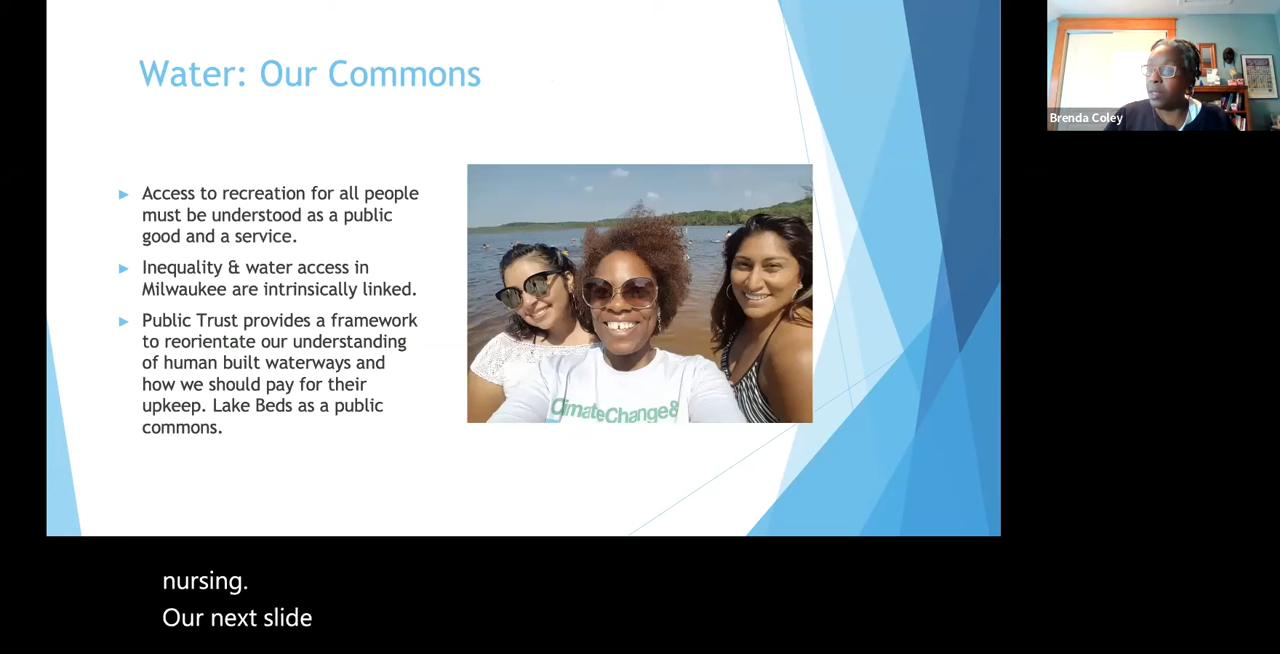 Water: Our Commons
Brenda Coley
► Access to recreation for all people
must be understood as a public
good and a service.
► Inequality & water access in
Milwaukee are intrinsically linked.
► Public Trust provides a framework
to reorientate our understanding
of human built waterways and
how we should pay for their
upkeep. Lake Beds as a public
commons.
ClimateChange&
nursing.
Our next slide